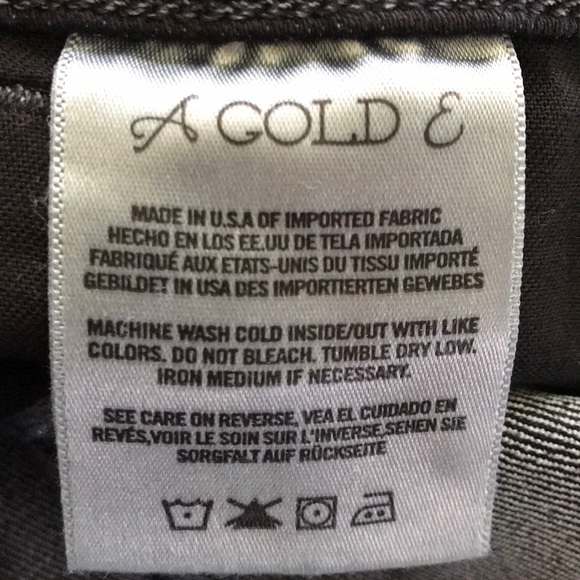 A GOLD E
MADE IN U.S.A OF IMPORTED FABRIC
HECHO EN LOS EE.UU DE TELA IMPORTADA
FABRIQUÉ AUX ETATS-UNIS DU TISSU IMPORTÉ
GEBILDET IN USA DES IMPORTIERTEN GEWEBES
MACHINE WASH COLD INSIDE/OUT WITH LIKE
COLORS. DO NOT BLEACH. TUMBLE DRY LOW.
IRON MEDIUM IF NECESSARY.
SEE CARE ON REVERSE, VEA EL CUIDADO EN
REVÉS,VOIR LE SOIN SUR L'INVERSE,SEHEN SIE
SORGFALT AUF RÜCKSEITE